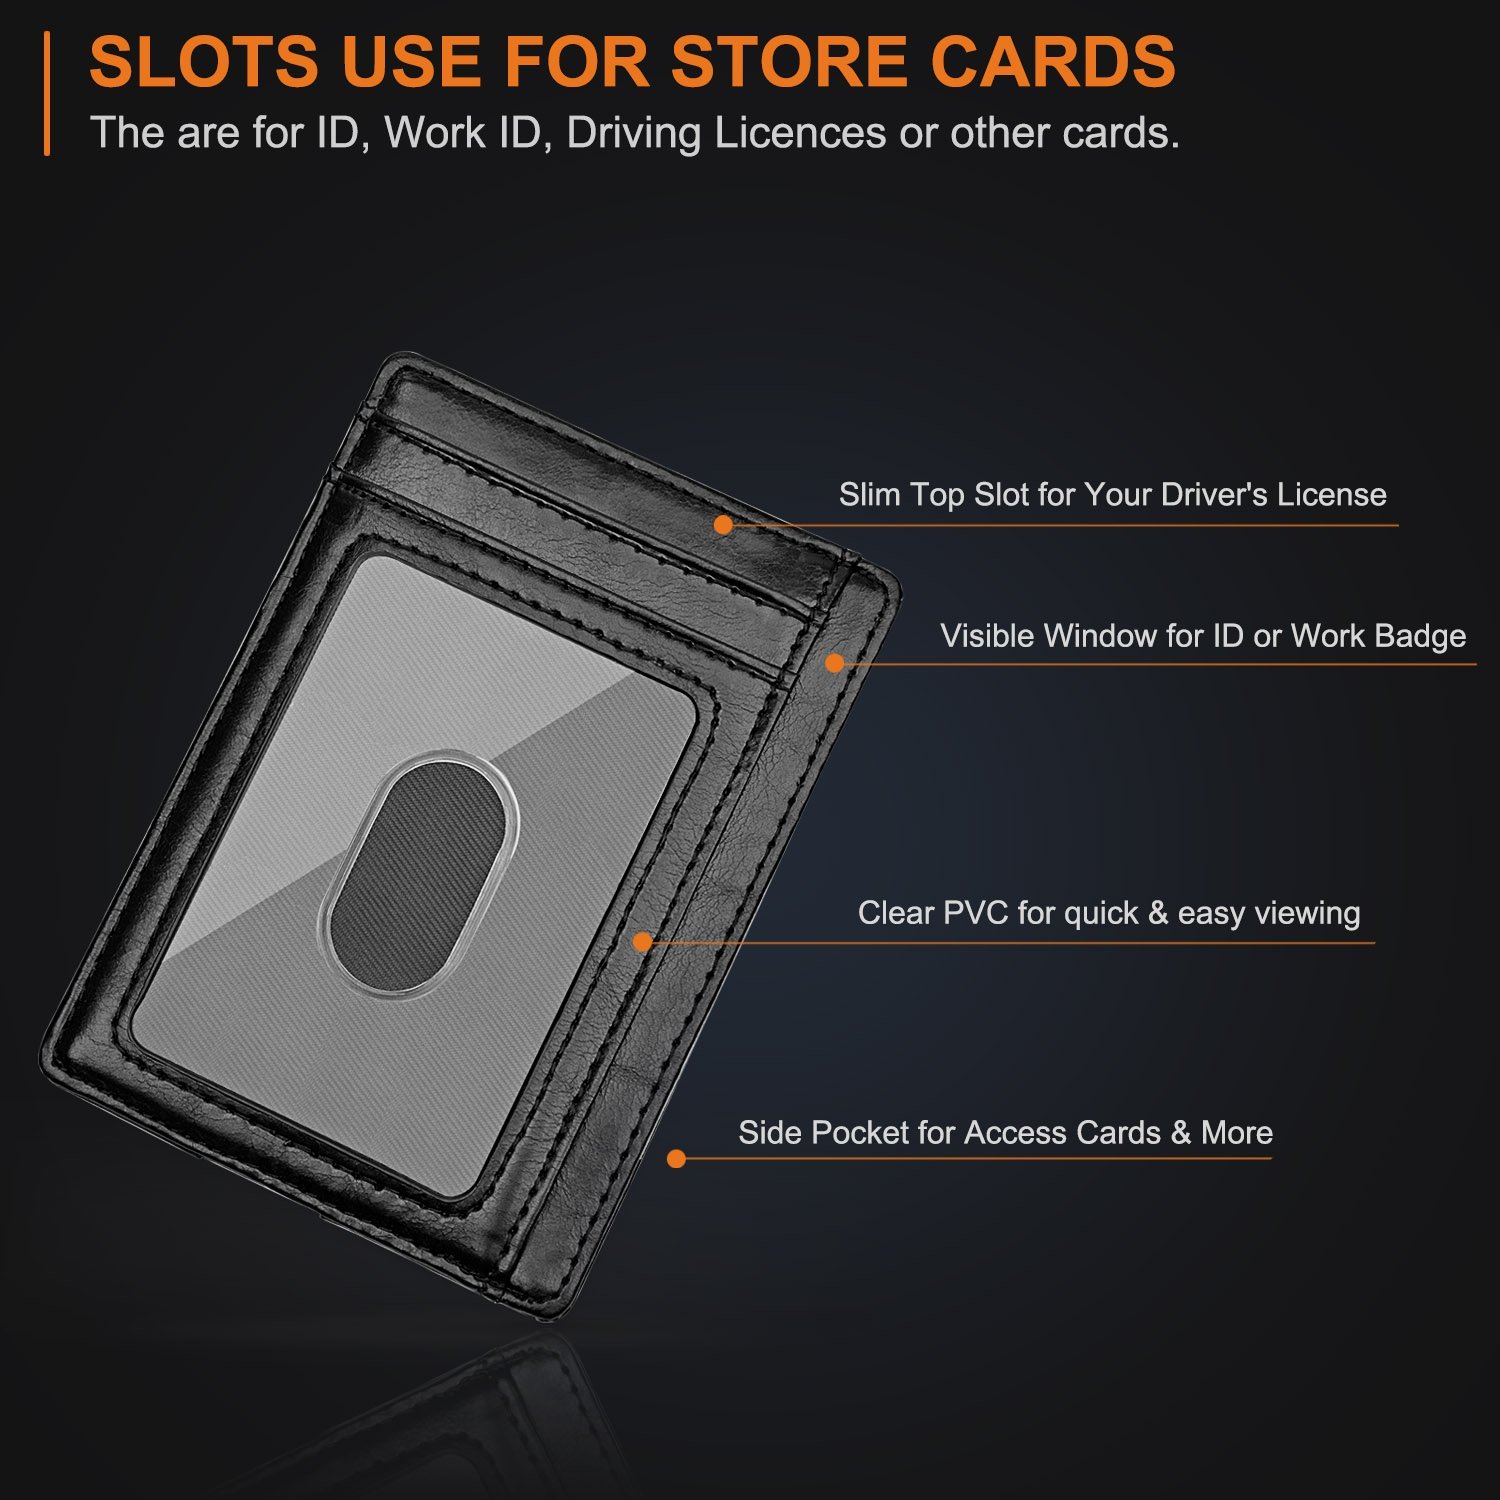 SLOTS USE FOR STORE CARDS
The are for ID, Work ID, Driving Licences or other cards.
Slim Top Slot for Your Driver's License
Visible Window for ID or Work Badge
Clear PVC for quick & easy viewing
Side Pocket for Access Cards & More